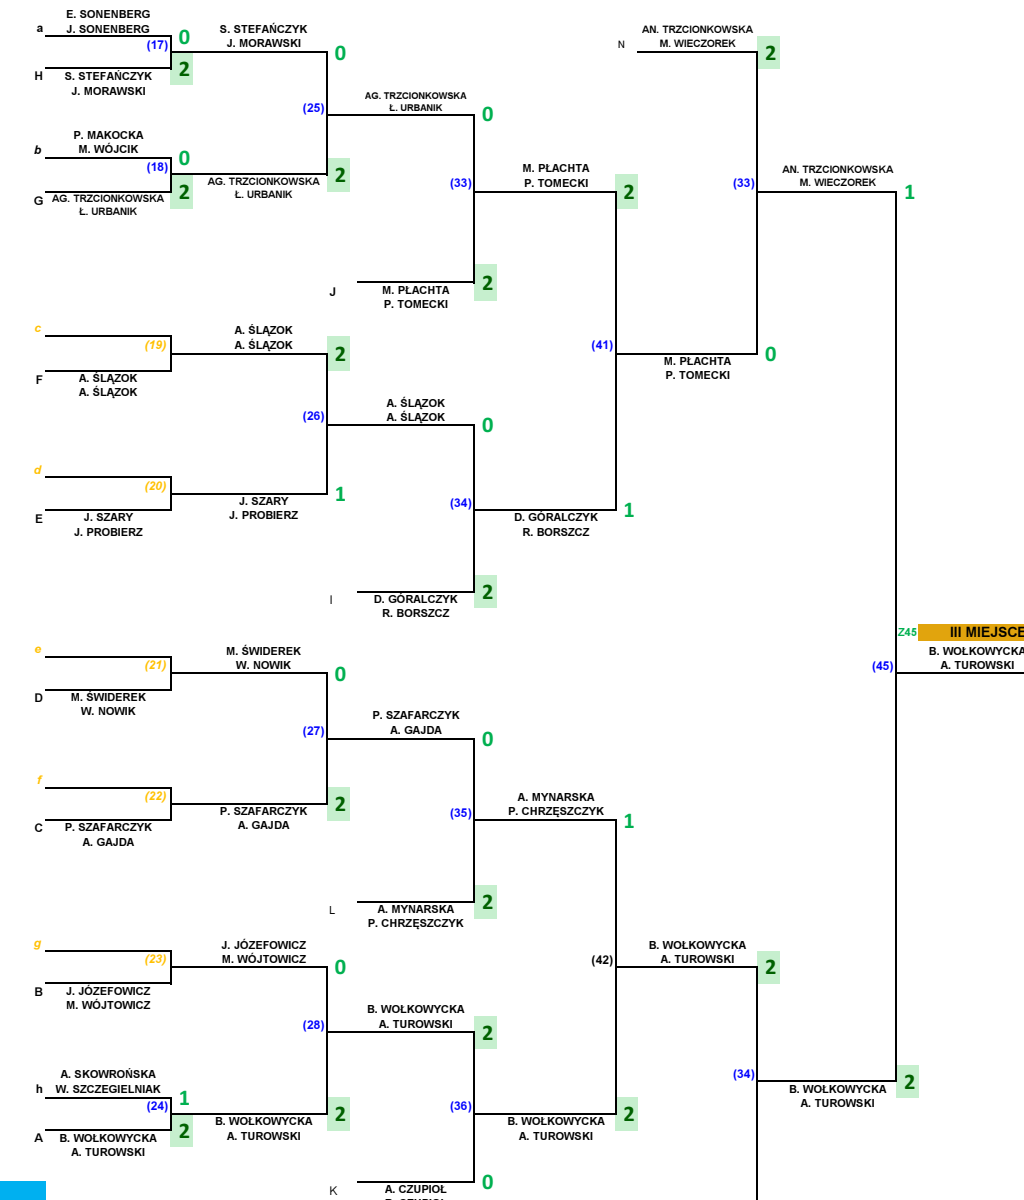 E. SONENBERG
a J. SONENBERG 0
(17)
H S. STEFAŃCZYK 2
J. MORAWSKI
S. STEFAŃCZYK
J. MORAWSKI 0
P. MAKOCKA
b M. WÓJCIK 0
(18)
G AG. TRZCIONKOWSKA 2
Ł. URBANIK
(25)
AG. TRZCIONKOWSKA 2
Ł. URBANIK
AG. TRZCIONKOWSKA
Ł. URBANIK 0
(33)
J M. PŁACHTA 2
P. TOMECKI
M. PŁACHTA
P. TOMECKI 2
N AN. TRZCIONKOWSKA
M. WIECZOREK 2
(33)
AN. TRZCIONKOWSKA
M. WIECZOREK 1
c
(19)
F A. ŚLĄZOK
A. ŚLĄZOK
A. ŚLĄZOK
A. ŚLĄZOK 2
(26)
A. ŚLĄZOK
A. ŚLĄZOK 0
(41)
M. PŁACHTA 0
P. TOMECKI
d
(20)
E J. SZARY
J. PROBIERZ
J. SZARY 1
J. PROBIERZ
(34)
D. GÓRALCZYK 1
R. BORSZCZ
I D. GÓRALCZYK 2
R. BORSZCZ
Z45 III MIEJSCE
B. WOŁKOWYCKA
A. TUROWSKI
(45)
e
(21)
D M. ŚWIDEREK
W. NOWIK
M. ŚWIDEREK
W. NOWIK 0
(27)
P. SZAFARCZYK
A. GAJDA 0
f
(22)
C P. SZAFARCZYK
A. GAJDA
P. SZAFARCZYK 2
A. GAJDA
(35)
A. MYNARSKA
P. CHRZĘSZCZYK 1
L A. MYNARSKA 2
P. CHRZĘSZCZYK
g
(23)
B J. JÓZEFOWICZ
M. WÓJTOWICZ
J. JÓZEFOWICZ
M. WÓJTOWICZ 0
(42)
B. WOŁKOWYCKA
A. TUROWSKI 2
(28)
B. WOŁKOWYCKA
A. TUROWSKI 2
A. SKOWROŃSKA
h W. SZCZEGIELNIAK 1
(24)
A B. WOŁKOWYCKA 2
A. TUROWSKI
B. WOŁKOWYCKA 2
A. TUROWSKI
(36)
B. WOŁKOWYCKA 2
A. TUROWSKI
(34)
B. WOŁKOWYCKA 2
A. TUROWSKI
K A. CZUPIOŁ 0